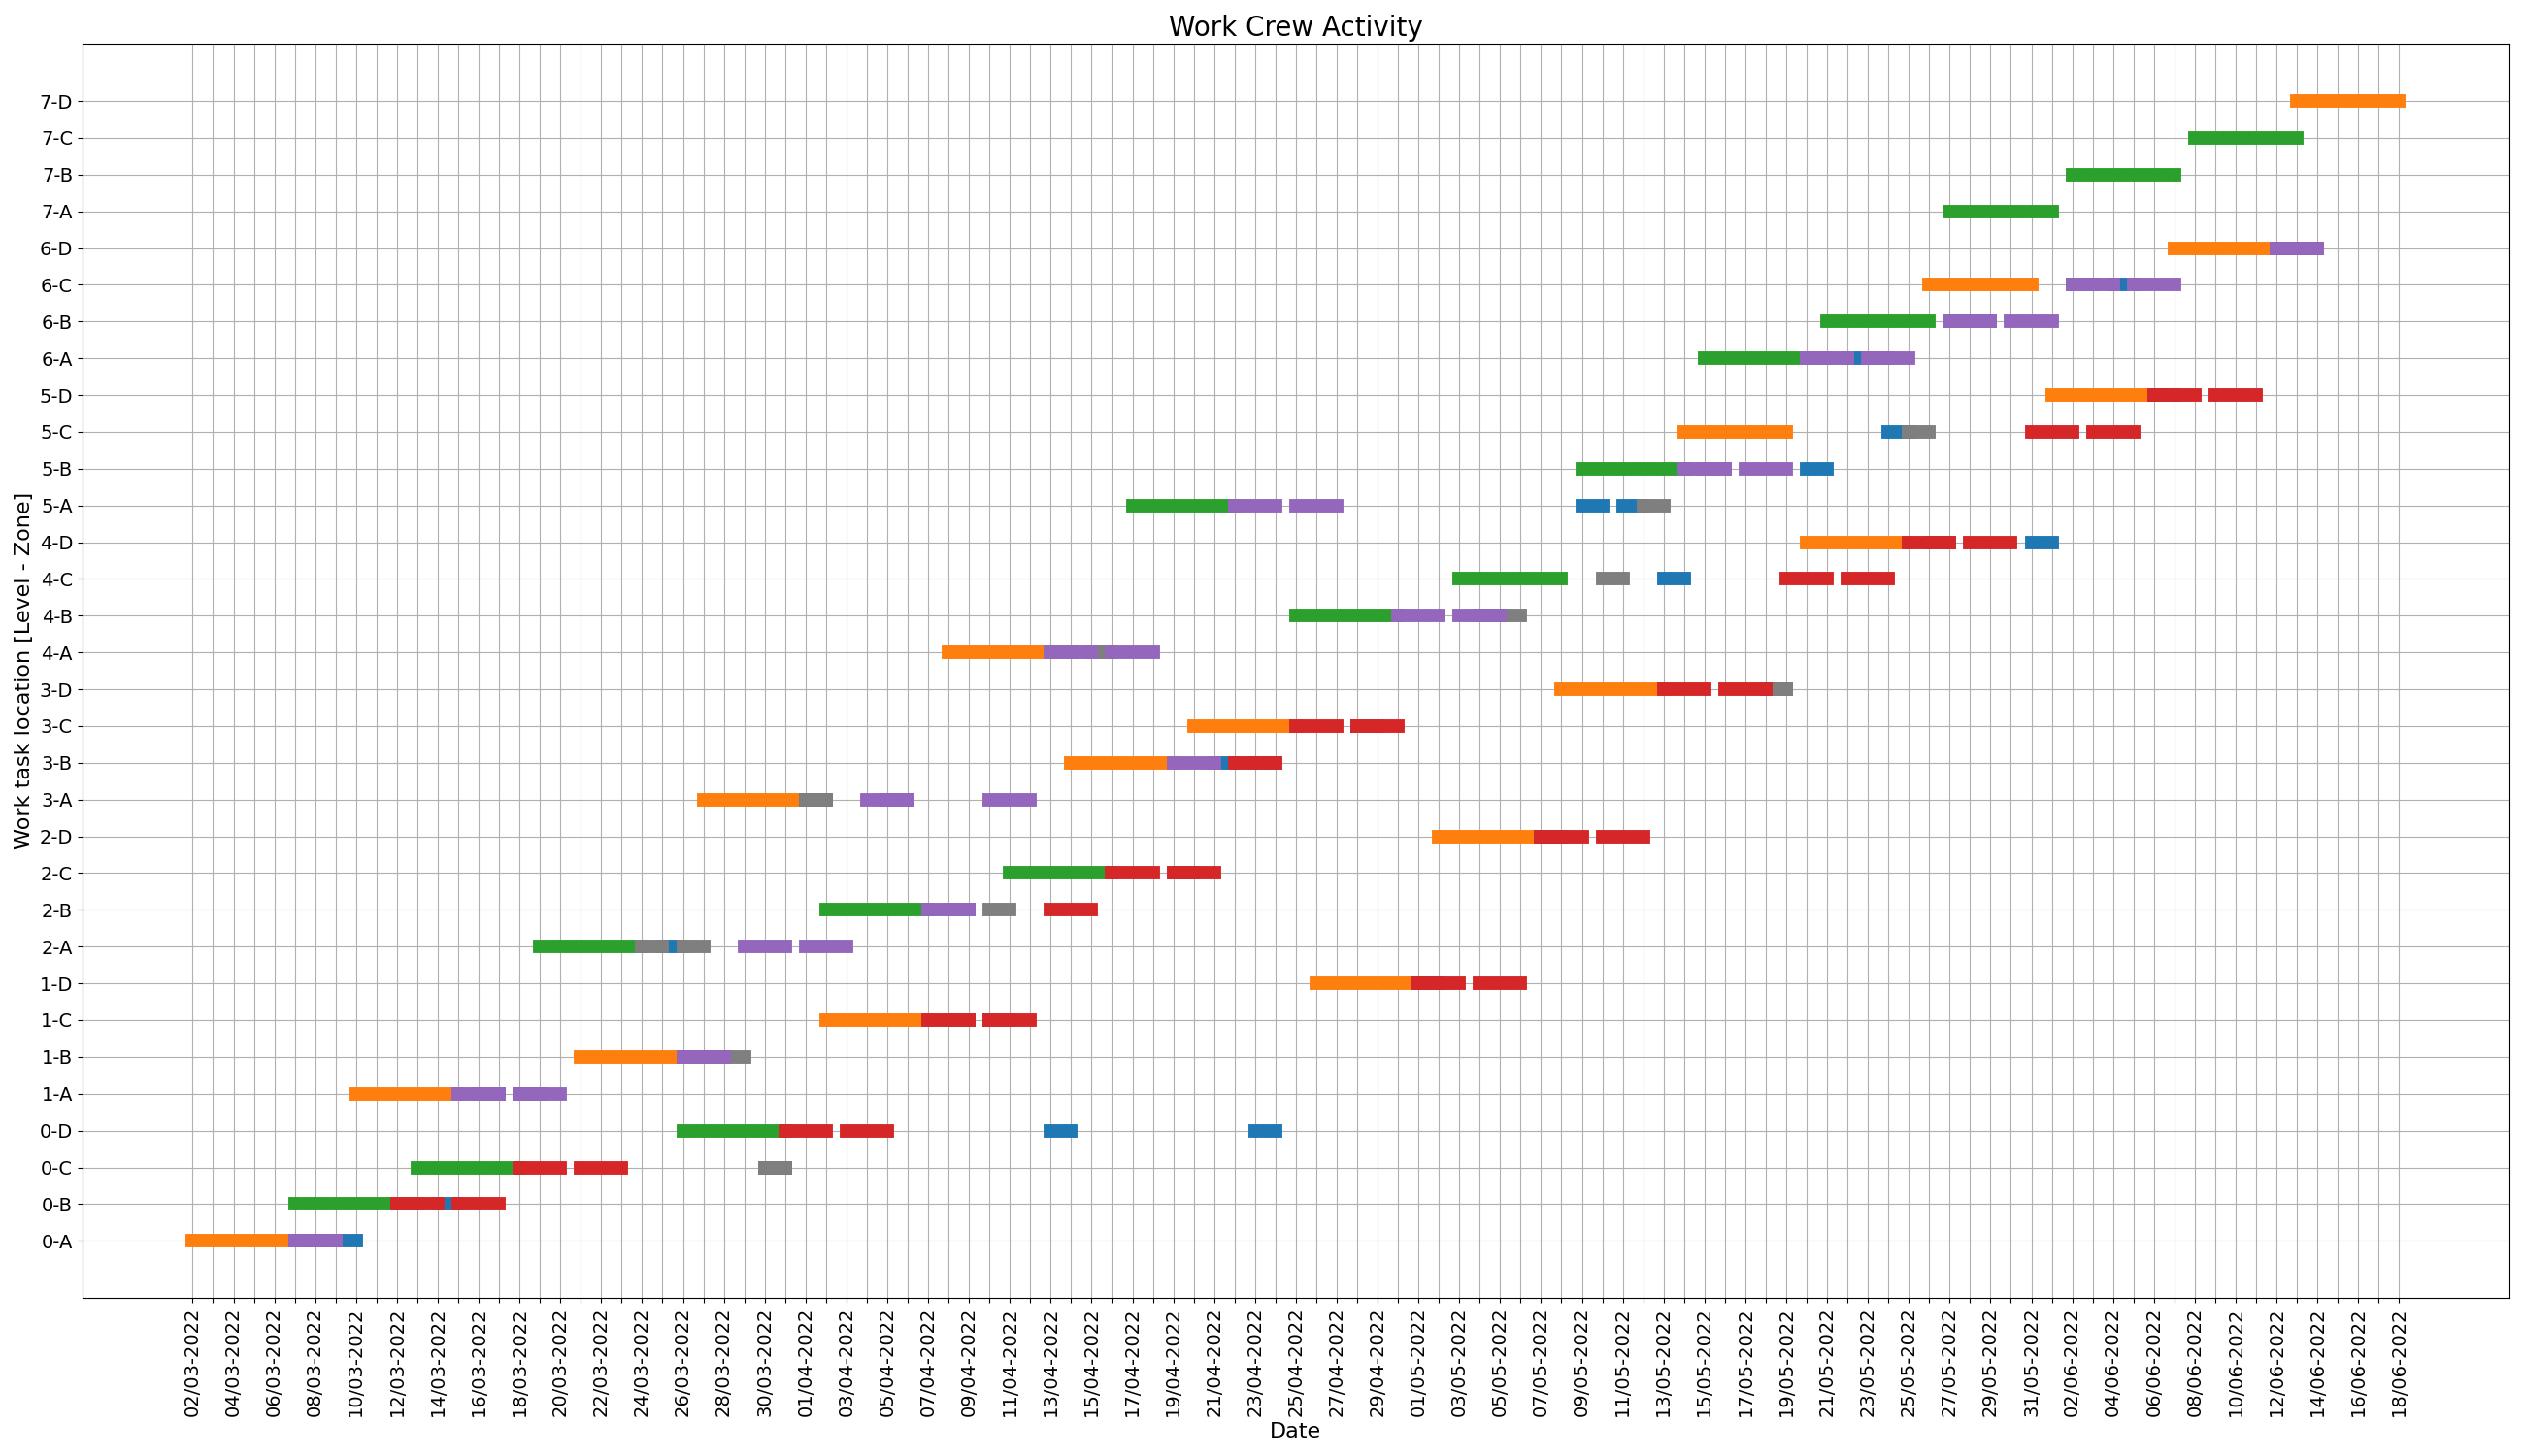 Work Crew Activity
Work task location [Level - Zone]
7-D
7-C
7-B
7-A
6-D
6-C
6-B
6-A
5-D
5-C
5-B
5-A
4-D
4-C
4-B
4-A
3-D
3-C
3-B
3-A
2-D
2-C
2-B
2-A
1-D
1-C
1-B
1-A
0-D
0-C
0-B
0-A
02/03-2022
04/03-2022
06/03-2022
08/03-2022
10/03-2022
12/03-2022
14/03-2022
16/03-2022
18/03-2022
20/03-2022
22/03-2022
24/03-2022
26/03-2022
28/03-2022
30/03-2022
01/04-2022
03/04-2022
05/04-2022
07/04-2022
09/04-2022
11/04-2022
13/04-2022
15/04-2022
17/04-2022
19/04-2022
21/04-2022
23/04-2022
25/04-2022
27/04-2022
29/04-2022
01/05-2022
03/05-2022
05/05-2022
07/05-2022
09/05-2022
11/05-2022
13/05-2022
15/05-2022
17/05-2022
19/05-2022
21/05-2022
23/05-2022
25/05-2022
27/05-2022
29/05-2022
31/05-2022
02/06-2022
04/06-2022
06/06-2022
08/06-2022
10/06-2022
12/06-2022
14/06-2022
16/06-2022
18/06-2022
Date